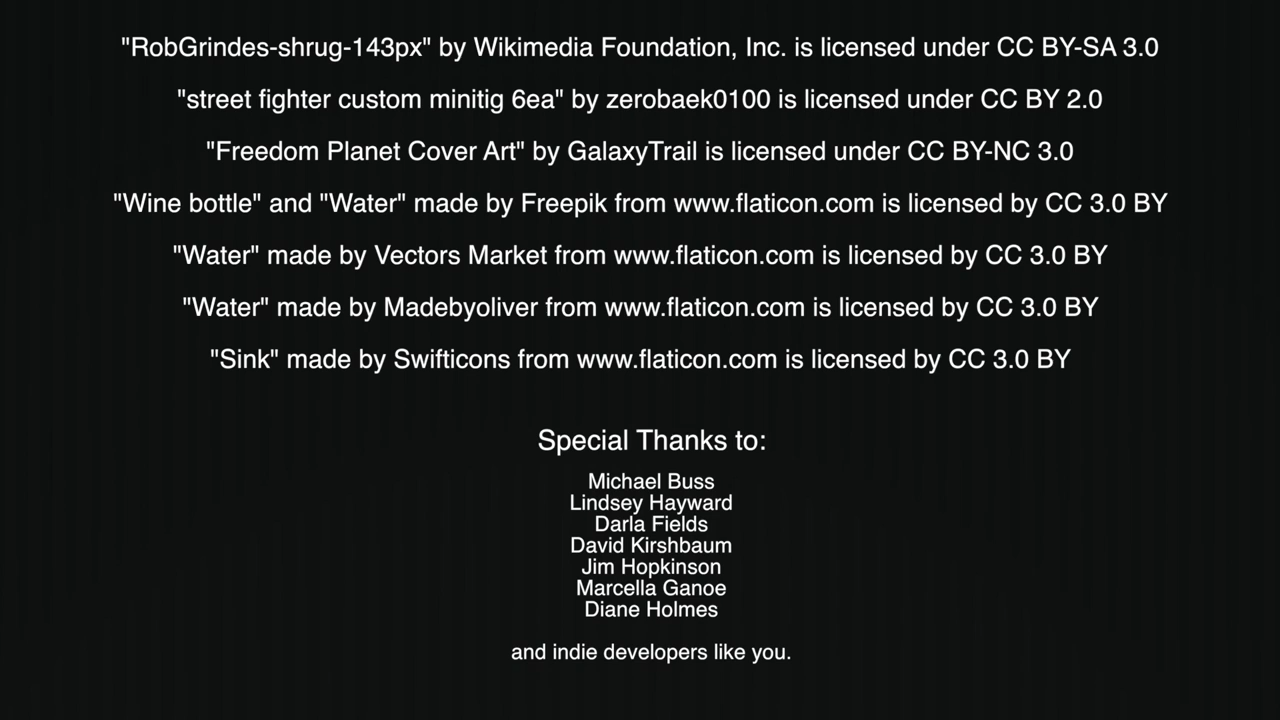 "RobGrindes-shrug-143px" by Wikimedia Foundation, Inc. is licensed under CC BY-SA 3.0
"street fighter custom minitig 6ea" by zerobaek0100 is licensed under CC BY 2.0
"Freedom Planet Cover Art" by GalaxyTrail is licensed under CC BY-NC 3.0
"Wine bottle" and "Water" made by Freepik from www.flaticon.com is licensed by CC 3.0 BY
"Water" made by Vectors Market from www.flaticon.com is licensed by CC 3.0 BY
"Water" made by Madebyoliver from www.flaticon.com is licensed by CC 3.0 BY
"Sink" made by Swifticons from www.flaticon.com is licensed by CC 3.0 BY
Special Thanks to:
Michael Buss
Lindsey Hayward
Darla Fields
David Kirshbaum
Jim Hopkinson
Marcella Ganoe
Diane Holmes
and indie developers like you.